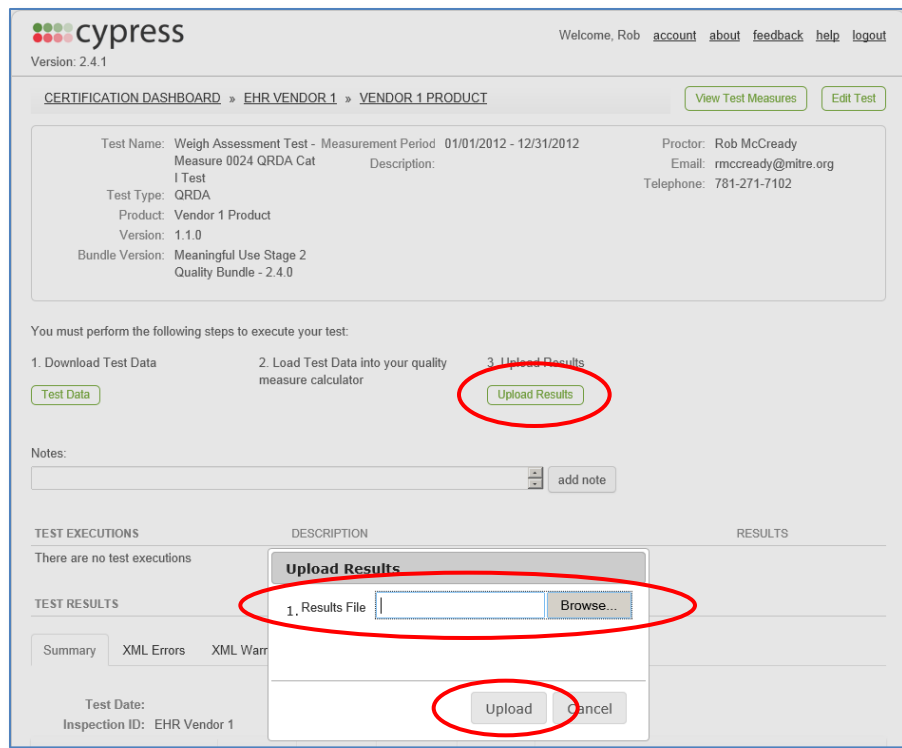 cypress
Welcome, Rob account about feedback help logout
Version: 2.4.1
CERTIFICATION DASHBOARD » EHR VENDOR 1 » VENDOR 1 PRODUCT
View Test Measures
Edit Test
Test Name: Weigh Assessment Test -
Measure 0024 QRDA Cat
I Test
Test Type: QRDA
Product: Vendor 1 Product
Version: 1.1.0
Bundle Version: Meaningful Use Stage 2
Quality Bundle - 2.4.0
Measurement Period 01/01/2012 - 12/31/2012
Description:
Proctor: Rob McCready
Email: rmccready@mitre.org
Telephone: 781-271-7102
You must perform the following steps to execute your test:
1. Download Test Data
Test Data
2. Load Test Data into your quality
measure calculator
3. Upload Results
Upload Results
Notes:
add note
TEST EXECUTIONS DESCRIPTION RESULTS
There are no test executions
TEST RESULTS
Summary XML Errors XML Warr
Test Date:
Inspection ID: EHR Vendor 1
Upload Results
1. Results File Browse...
Upload Cancel